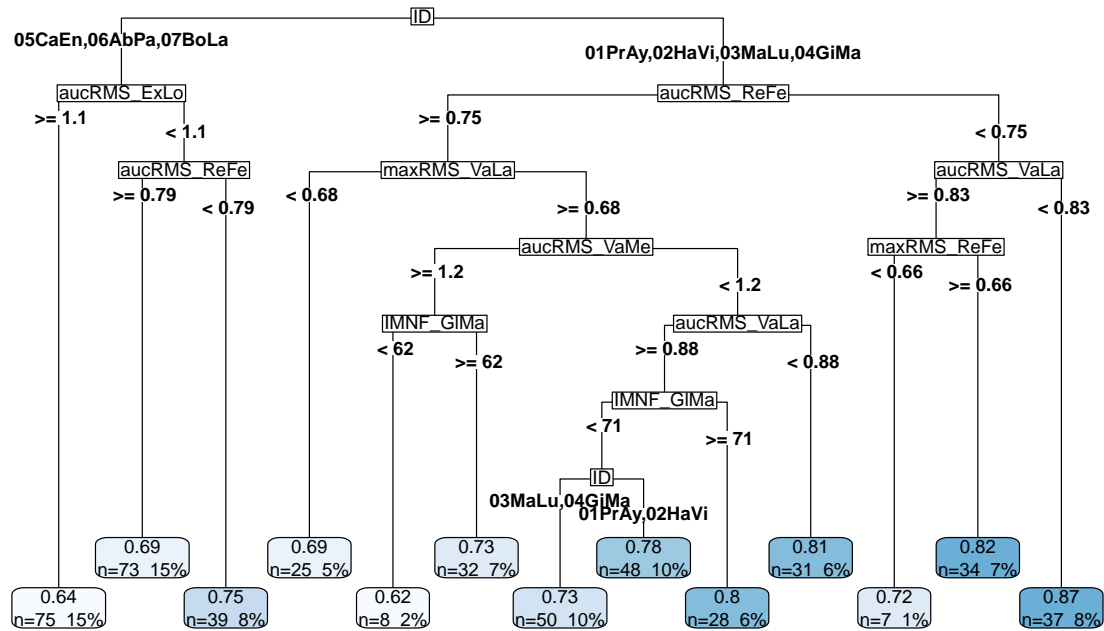 ID
05CaEn,06AbPa,07BoLa
01PrAy,02HaVi,03MaLu,04GiMa
aucRMS_ExLo
aucRMS_ReFe
>= 1.1
< 1.1
>= 0.75
< 0.75
aucRMS_ReFe
maxRMS_VaLa
aucRMS_VaLa
>= 0.79
< 0.79
< 0.68
>= 0.68
>= 0.83
< 0.83
aucRMS_VaMe
maxRMS_ReFe
>= 1.2
< 1.2
< 0.66
>= 0.66
IMNF_GlMa
aucRMS_VaLa
< 62
>= 62
>= 0.88
< 0.88
IMNF_GlMa
< 71
>= 71
ID
03MaLu,04GiMa
01PrAy,02HaVi
0.69
n=73 15%
0.69
n=25 5%
0.73
n=32 7%
0.78
n=48 10%
0.81
n=31 6%
0.82
n=34 7%
0.64
n=75 15%
0.75
n=39 8%
0.62
n=8 2%
0.73
n=50 10%
0.8
n=28 6%
0.72
n=7 1%
0.87
n=37 8%